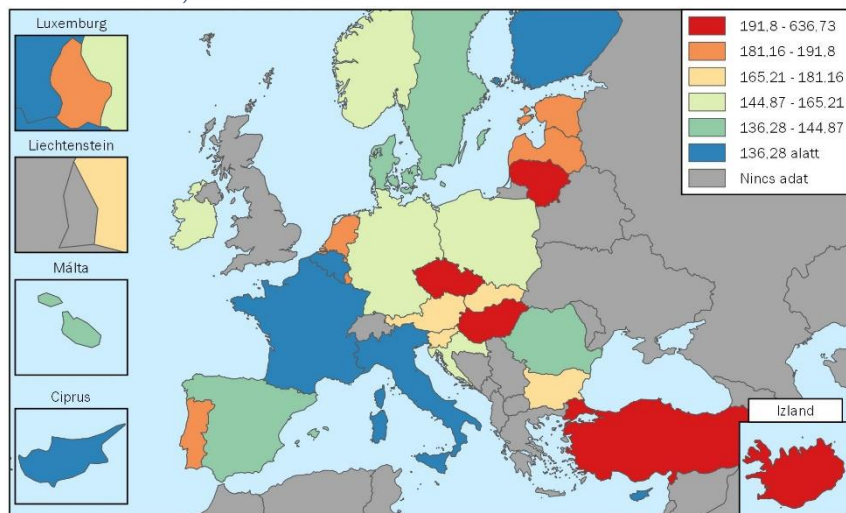 Luxemburg
Liechtenstein
Málta
Ciprus
191,8 - 636,73
181,16 - 191,8
165,21 - 181,16
144,87 - 165,21
136,28 - 144,87
136,28 alatt
Nincs adat
Izland